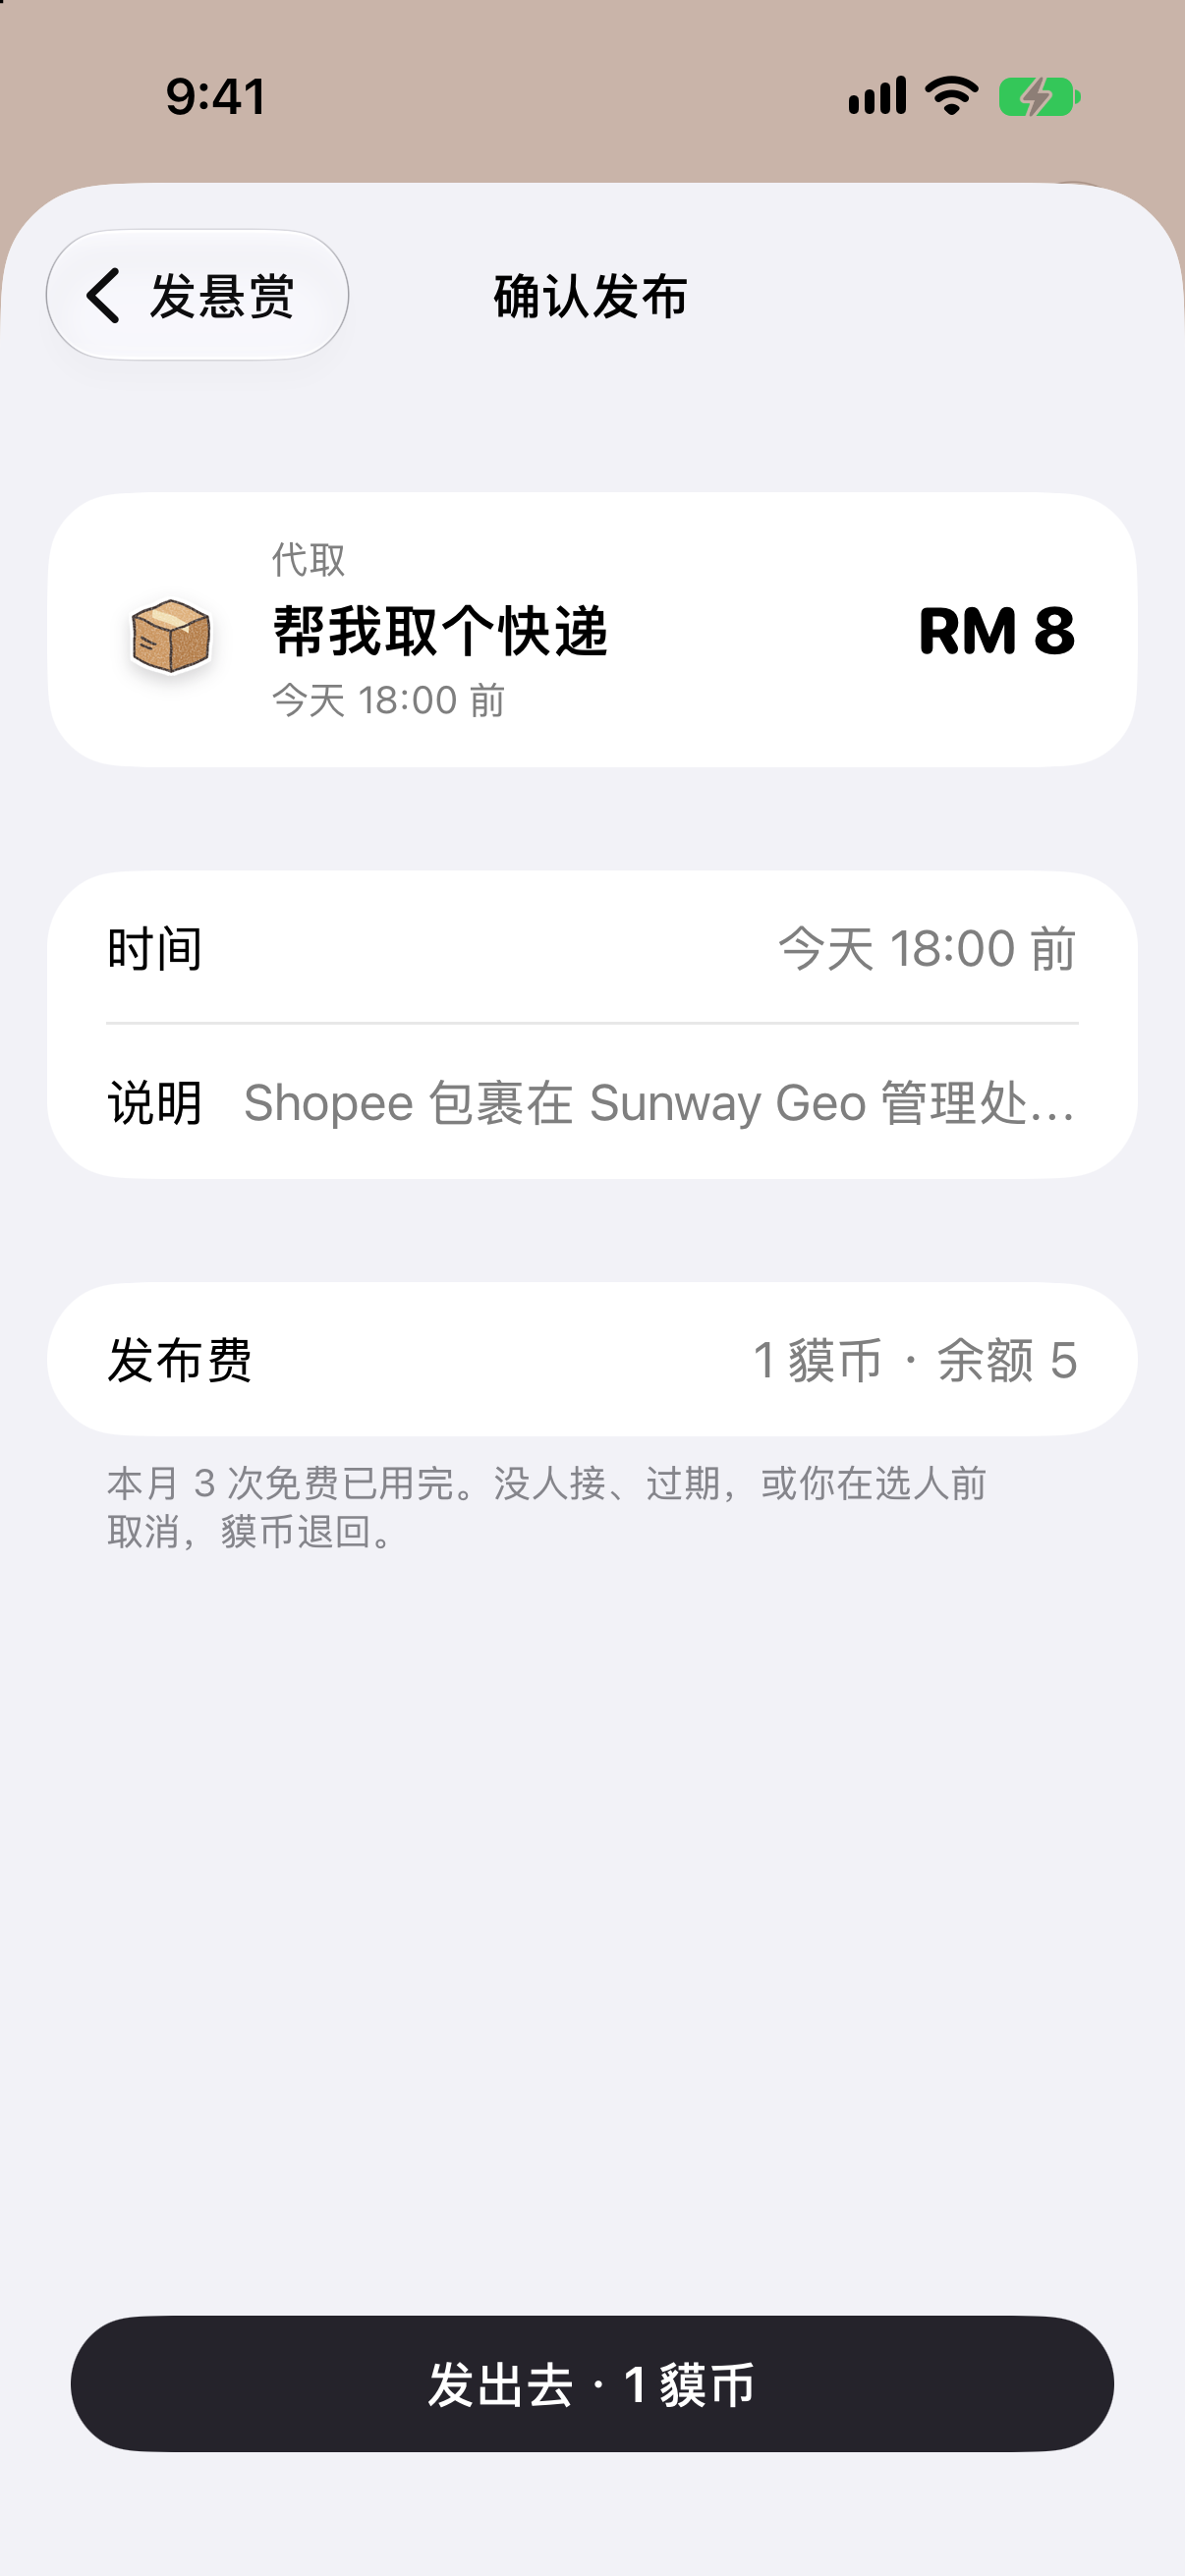 9:41
发悬赏
确认发布
代取
帮我取个快递
RM 8
今天 18:00 前
时间
今天 18:00 前
说明
Shopee 包裹在 Sunway Geo 管理处…
发布费
1 貘币 · 余额 5
本月 3 次免费已用完。没人接、过期，或你在选人前
取消，貘币退回。
发出去 · 1 貘币